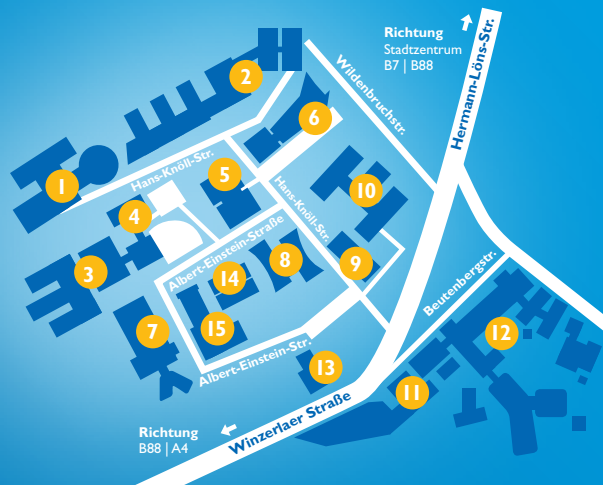 Richtung
Stadtzentrum
B7 | B88
Hermann-Löns-Str.
Wildenbruchstr.
2
6
Hans-Knöll-Str.
1
5
4
10
Hans-Knöll-Str.
Albert-Einstein-Straße
3
14
8
9
Beutenbergstr.
7
15
12
Albert-Einstein-Str.
13
11
Winzerlaer Straße
Richtung
B88 | A4